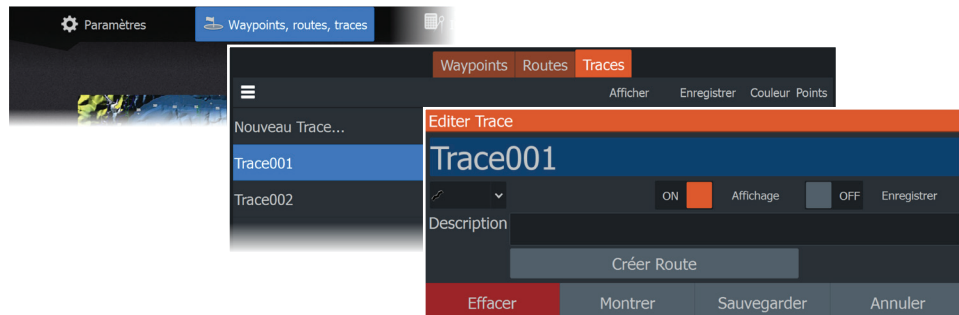 Paramètres
Waypoints, routes, traces
Waypoints Routes Traces
Afficher Enregistrer Couleur Points
Nouveau Trace...
Trace001
Trace002
Editer Trace
Trace001
ON Affichage OFF Enregistrer
Description
Créer Route
Effacer Montrer Sauvegarder Annuler